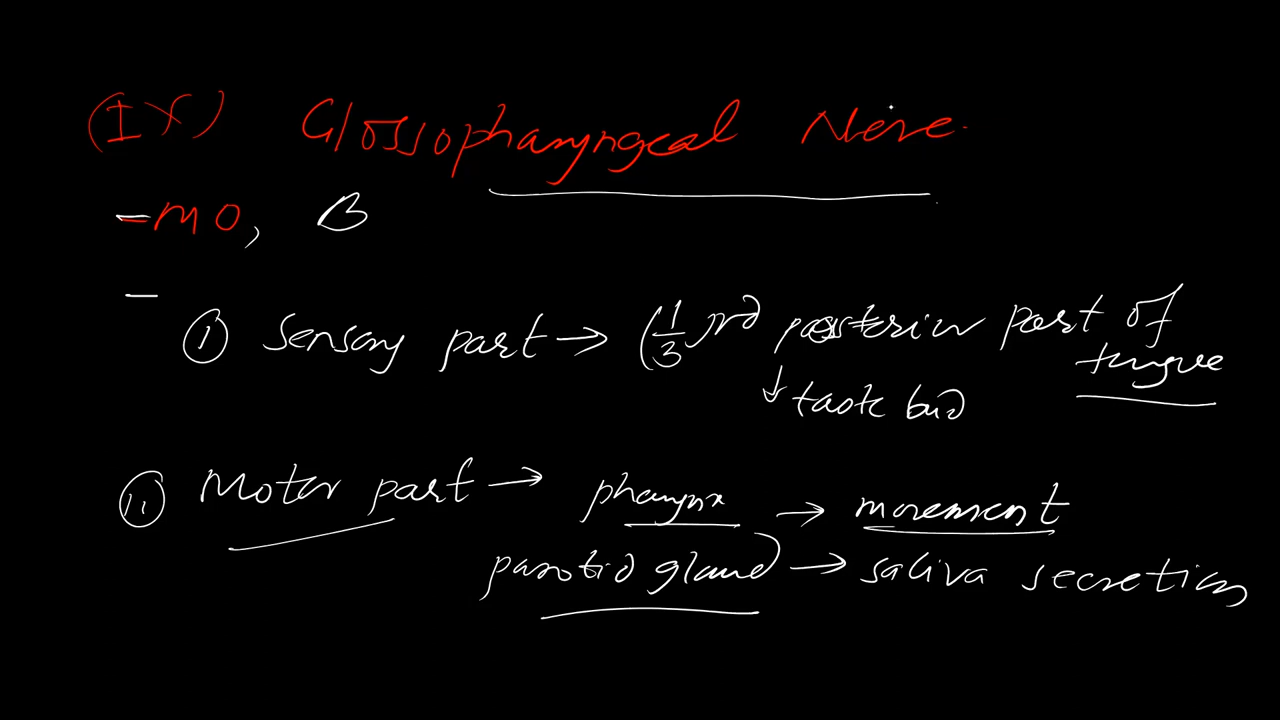 (IX) Glossopharyngeal Nerve.
- MO, B
- (i) Sensory part → (1/3)rd posterior part of tongue
↓ taste bud
(ii) Motor part → pharynx → movement
parotid gland → saliva secretion